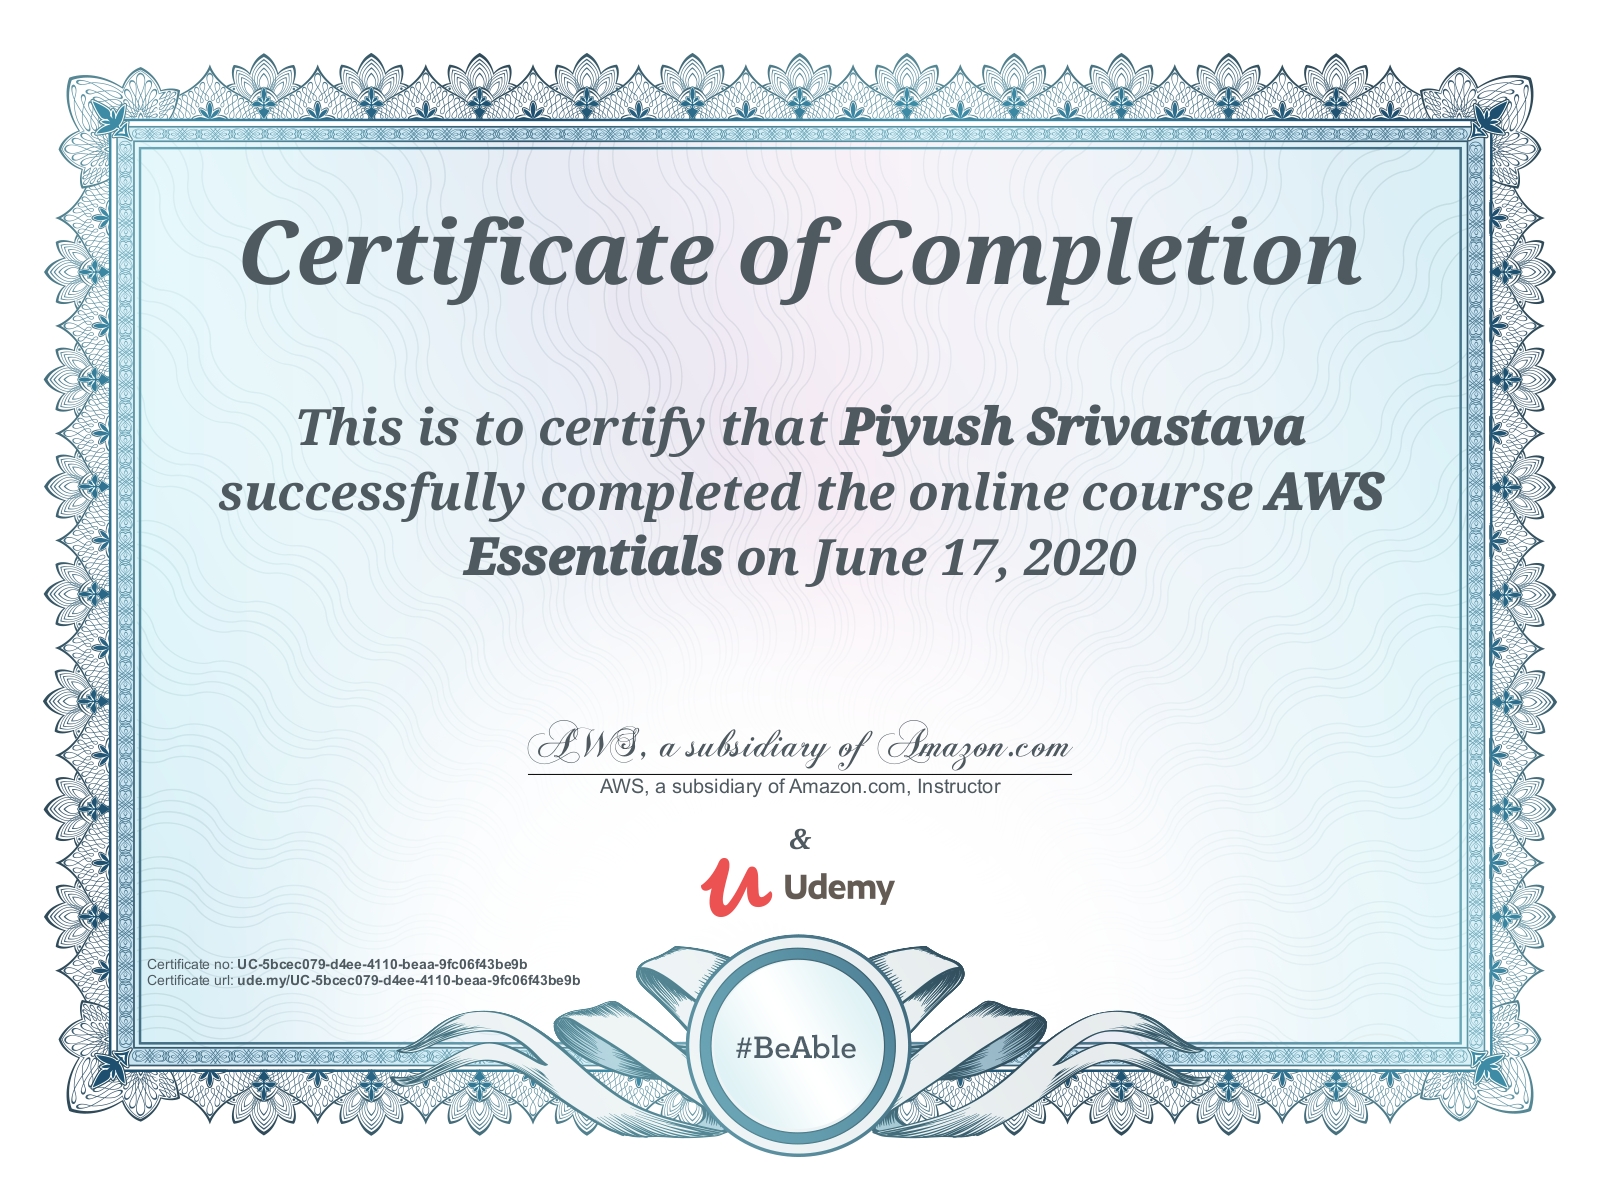 Certificate of Completion
This is to certify that Piyush Srivastava
successfully completed the online course AWS
Essentials on June 17, 2020
AWS, a subsidiary of Amazon.com
AWS, a subsidiary of Amazon.com, Instructor
&
Udemy
Certificate no: UC-5bcec079-d4ee-4110-beaa-9fc06f43be9b
Certificate url: ude.my/UC-5bcec079-d4ee-4110-beaa-9fc06f43be9b
#BeAble